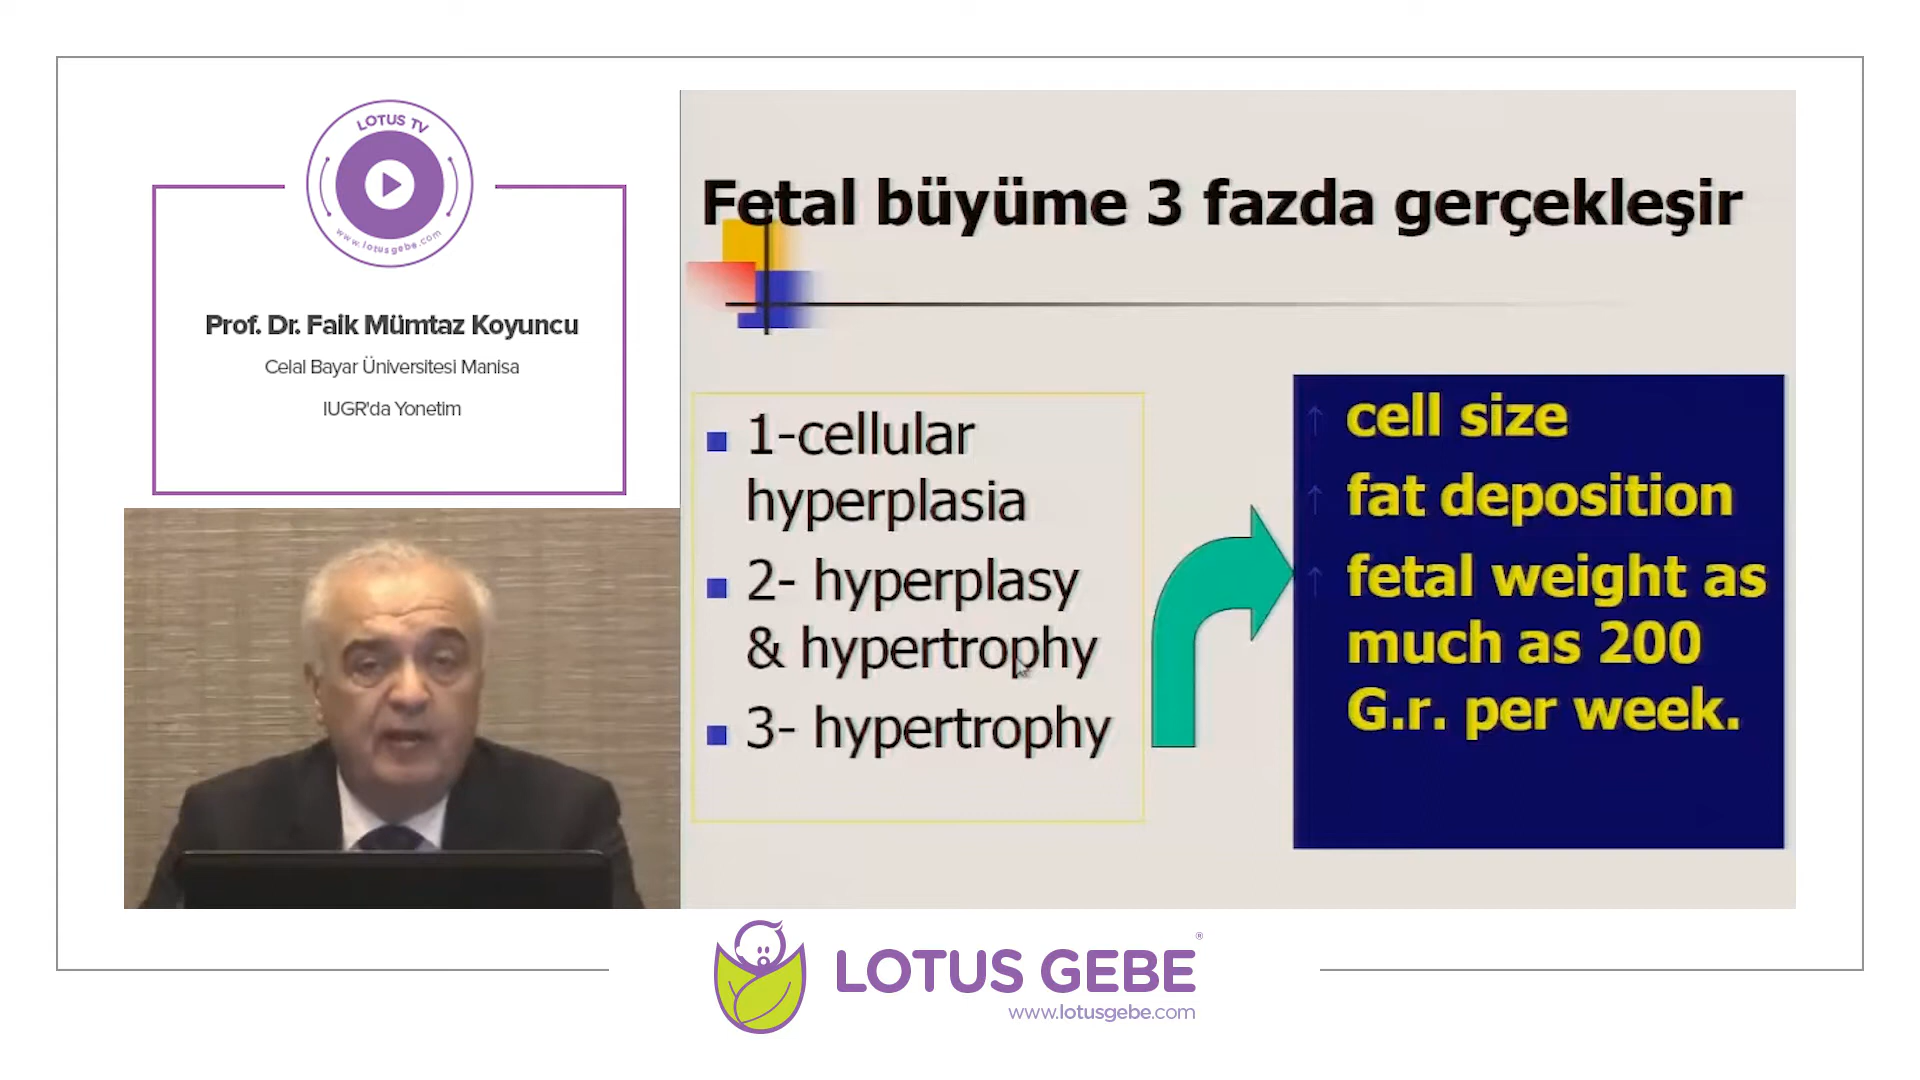 LOTUS TV
www.lotusgebe.com
Prof. Dr. Faik Mümtaz Koyuncu
Celal Bayar Üniversitesi Manisa
IUGR'da Yonetim
Fetal büyüme 3 fazda gerçekleşir
1-cellular
hyperplasia
2- hyperplasy
& hypertrophy
3- hypertrophy
↑ cell size
↑ fat deposition
↑ fetal weight as
much as 200
G.r. per week.
LOTUS GEBE®
www.lotusgebe.com